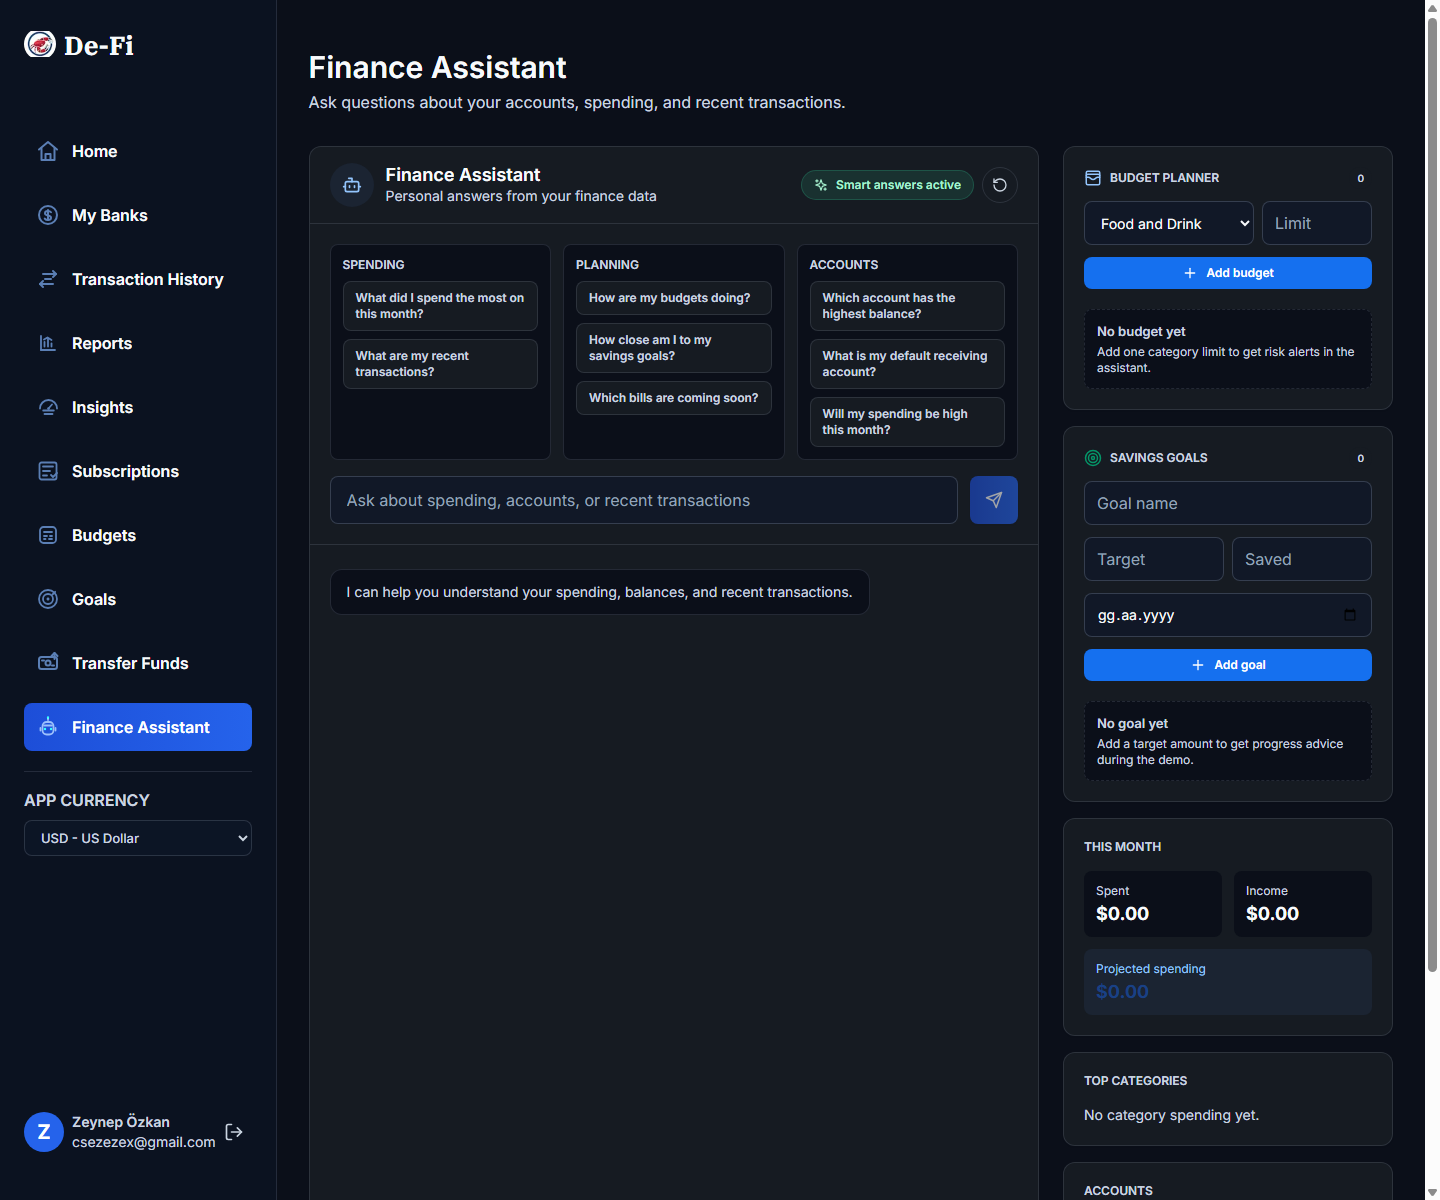 De-Fi
Home
My Banks
Transaction History
Reports
Insights
Subscriptions
Budgets
Goals
Transfer Funds
Finance Assistant
APP CURRENCY
USD - US Dollar
Z
Zeynep Özkan
csezezex@gmail.com
Finance Assistant
Ask questions about your accounts, spending, and recent transactions.
Finance Assistant
Personal answers from your finance data
Smart answers active
SPENDING
What did I spend the most on
this month?
What are my recent
transactions?
PLANNING
How are my budgets doing?
How close am I to my
savings goals?
Which bills are coming soon?
ACCOUNTS
Which account has the
highest balance?
What is my default receiving
account?
Will my spending be high
this month?
Ask about spending, accounts, or recent transactions
I can help you understand your spending, balances, and recent transactions.
BUDGET PLANNER 0
Food and Drink Limit
+ Add budget
No budget yet
Add one category limit to get risk alerts in the
assistant.
SAVINGS GOALS 0
Goal name
Target Saved
gg.aa.yyyy
+ Add goal
No goal yet
Add a target amount to get progress advice
during the demo.
THIS MONTH
Spent Income
$0.00 $0.00
Projected spending
$0.00
TOP CATEGORIES
No category spending yet.
ACCOUNTS